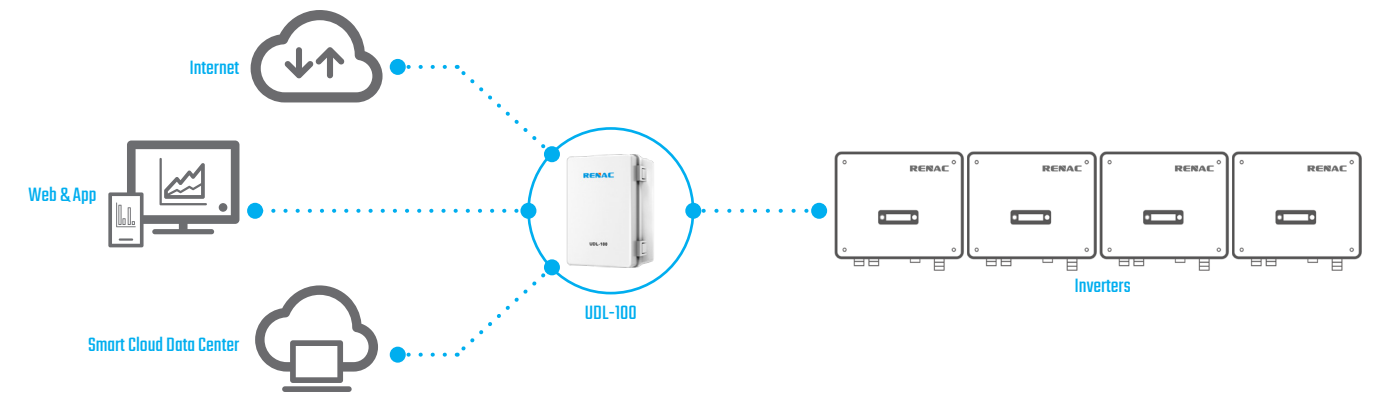 Internet
Web & App
Smart Cloud Data Center
RENAC
UDL-100
UDL-100
RENAC
RENAC
RENAC
RENAC
Inverters